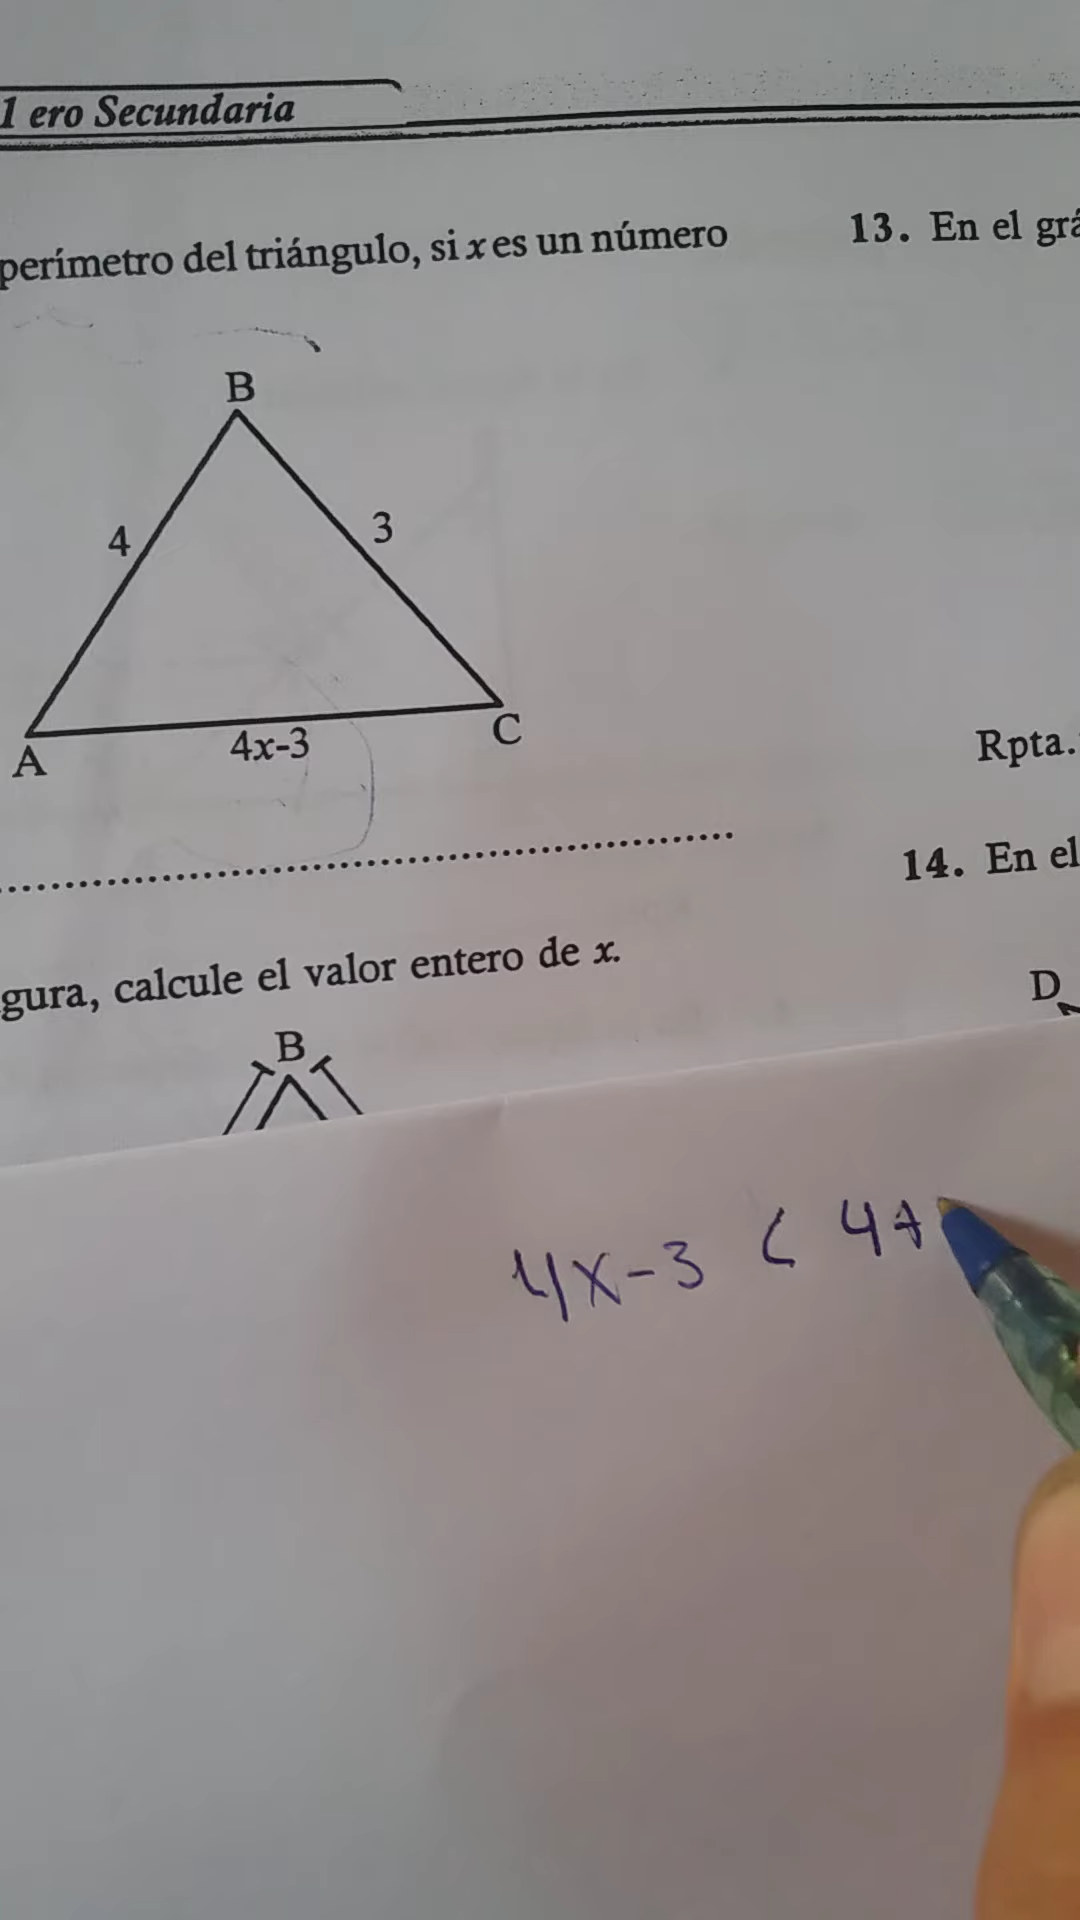 1 ero Secundaria
perímetro del triángulo, si x es un número
B
4
3
A
4x-3
C
gura, calcule el valor entero de x.
B
13. En el grá
Rpta.
14. En el
D
4x-3 < 4+